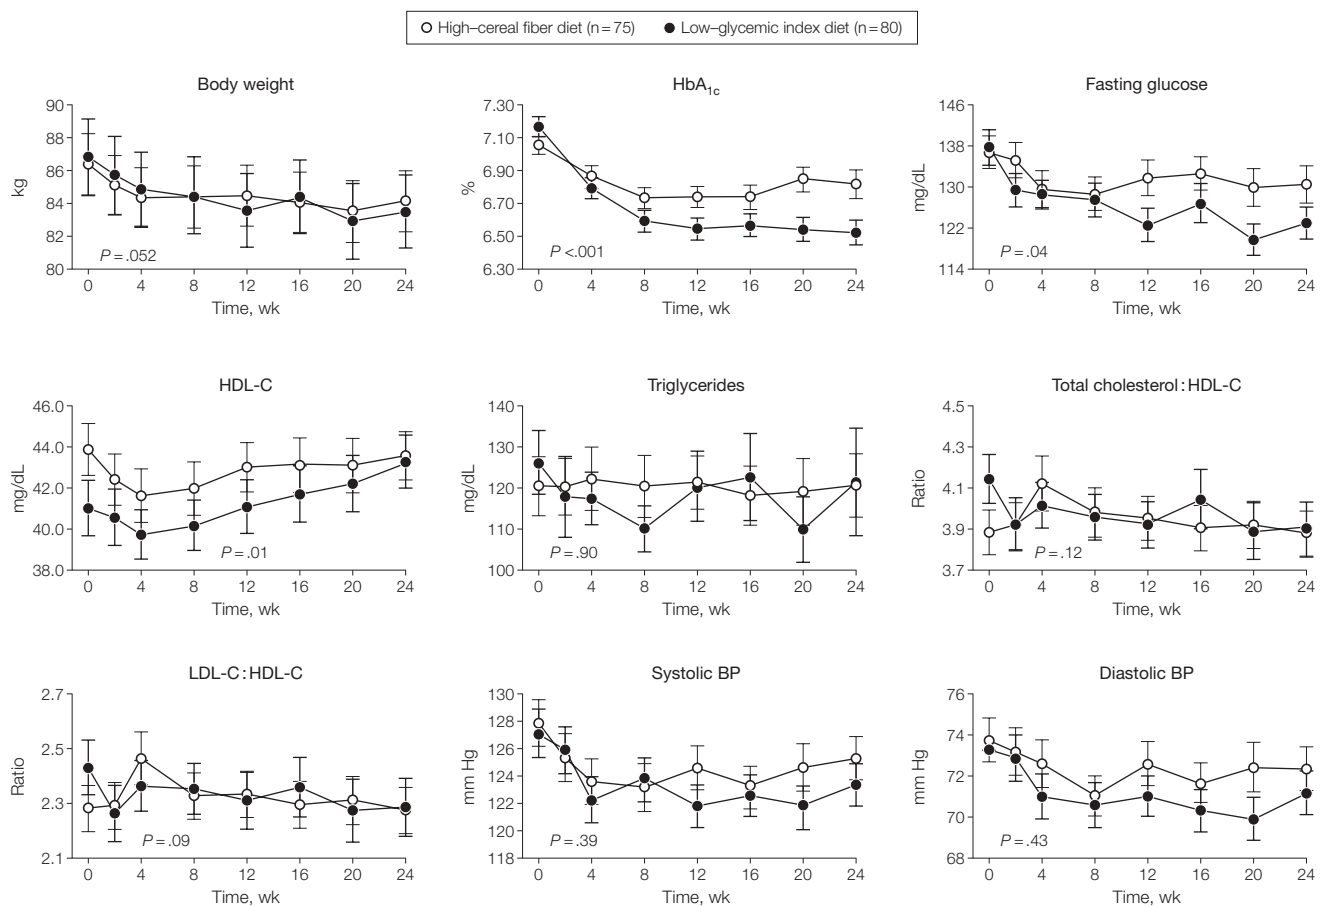 High–cereal fiber diet (n=75) Low–glycemic index diet (n=80)
Body weight
90
88
86
84
82
80
kg
P=.052
0 4 8 12 16 20 24
Time, wk
HbA1c
7.30
7.10
6.90
6.70
6.50
6.30
%
P<.001
0 4 8 12 16 20 24
Time, wk
Fasting glucose
146
138
130
122
114
mg/dL
P=.04
0 4 8 12 16 20 24
Time, wk
HDL-C
46.0
44.0
42.0
40.0
38.0
mg/dL
P=.01
0 4 8 12 16 20 24
Time, wk
Triglycerides
140
130
120
110
100
mg/dL
P=.90
0 4 8 12 16 20 24
Time, wk
Total cholesterol:HDL-C
4.5
4.3
4.1
3.9
3.7
Ratio
P=.12
0 4 8 12 16 20 24
Time, wk
LDL-C:HDL-C
2.7
2.5
2.3
2.1
Ratio
P=.09
0 4 8 12 16 20 24
Time, wk
Systolic BP
130
128
126
124
122
120
118
mm Hg
P=.39
0 4 8 12 16 20 24
Time, wk
Diastolic BP
76
74
72
70
68
mm Hg
P=.43
0 4 8 12 16 20 24
Time, wk